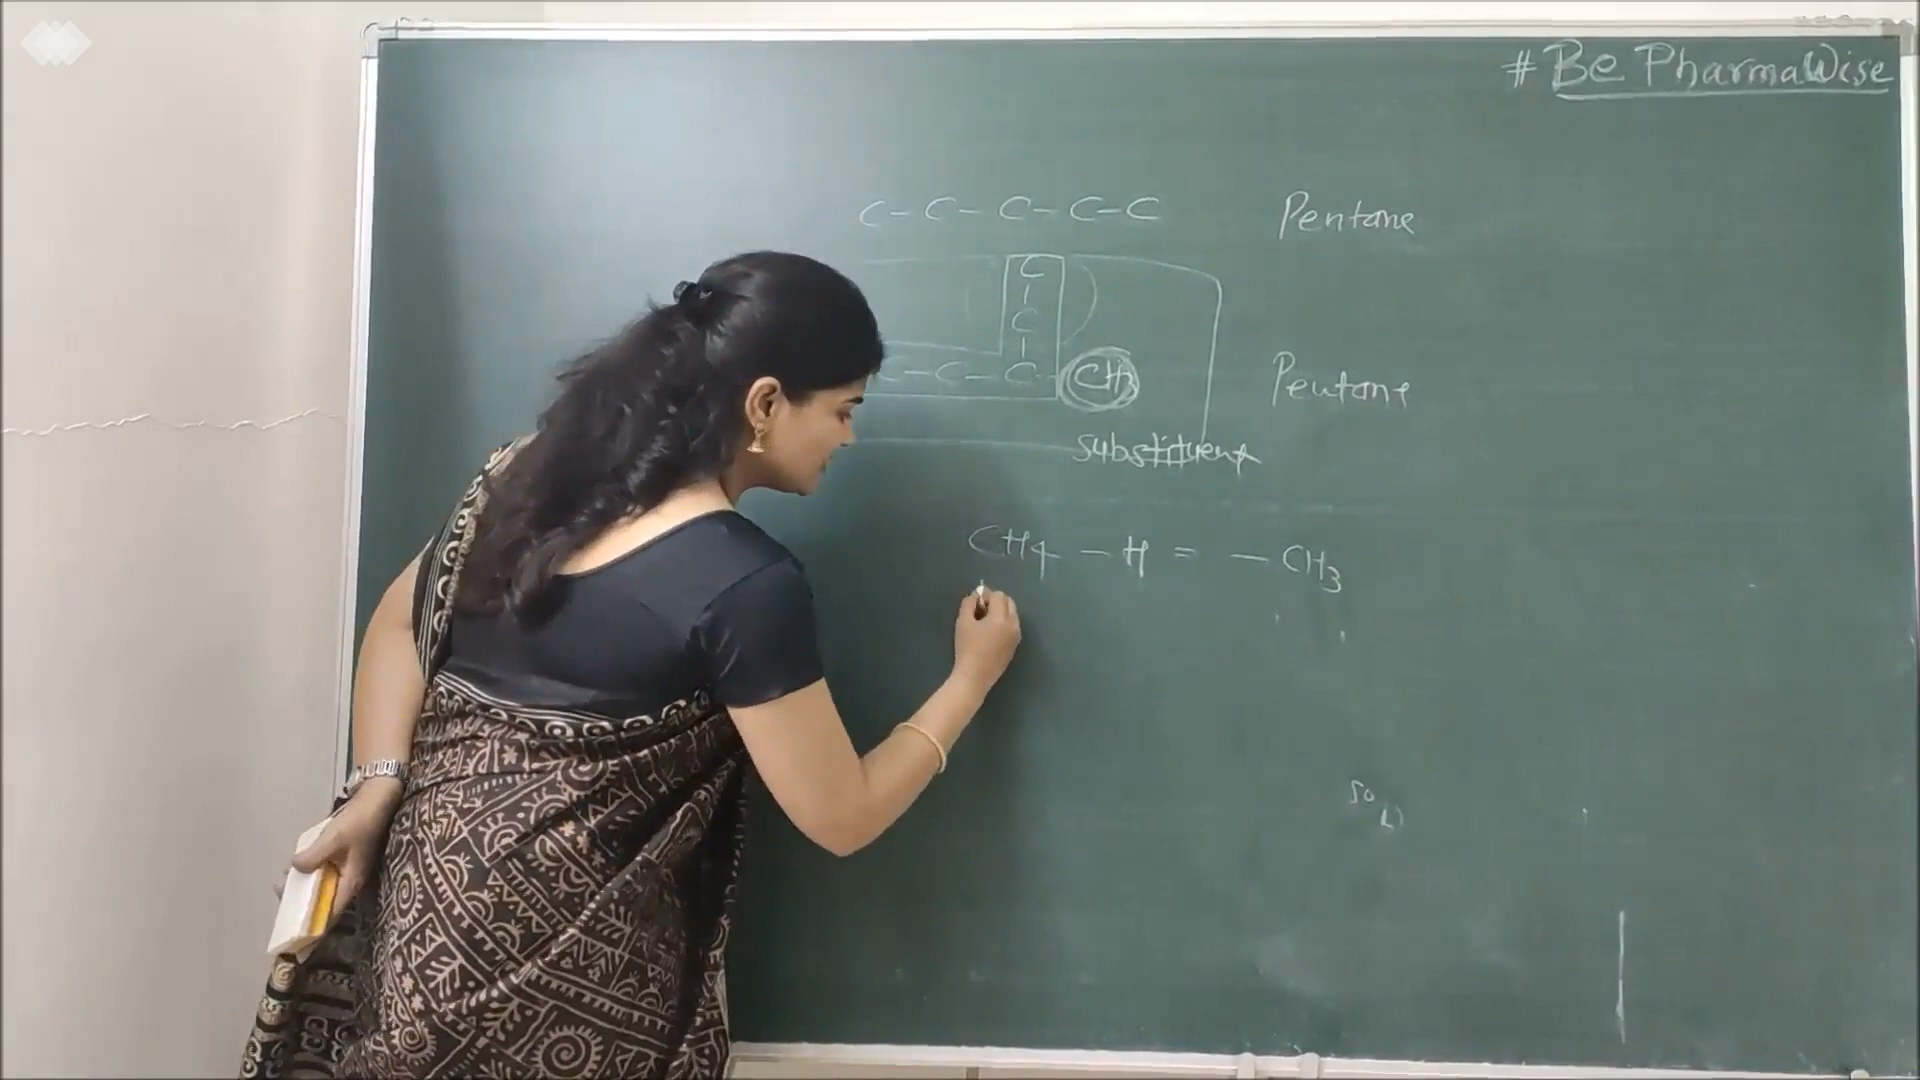 #Be PharmaWise
C-C-C-C-C Pentane
C
C
C-C-C-CH3 Pentane
substituent
CH4 - H = - CH3